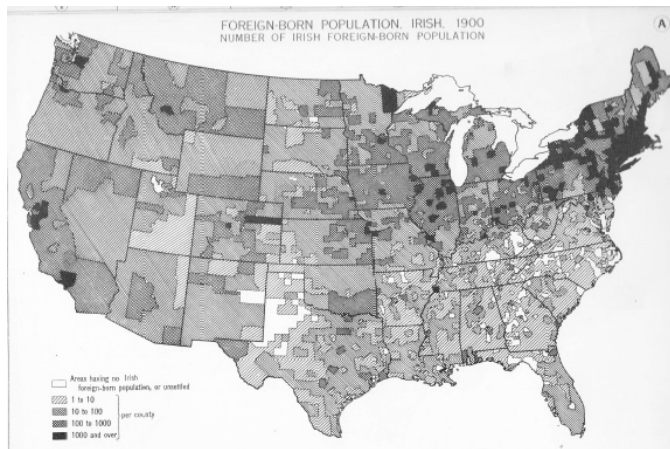 FOREIGN-BORN POPULATION, IRISH, 1900
NUMBER OF IRISH FOREIGN-BORN POPULATION
A
Areas having no Irish
foreign-born population, or unsettled
1 to 10
10 to 100
per county
100 to 1000
1000 and over